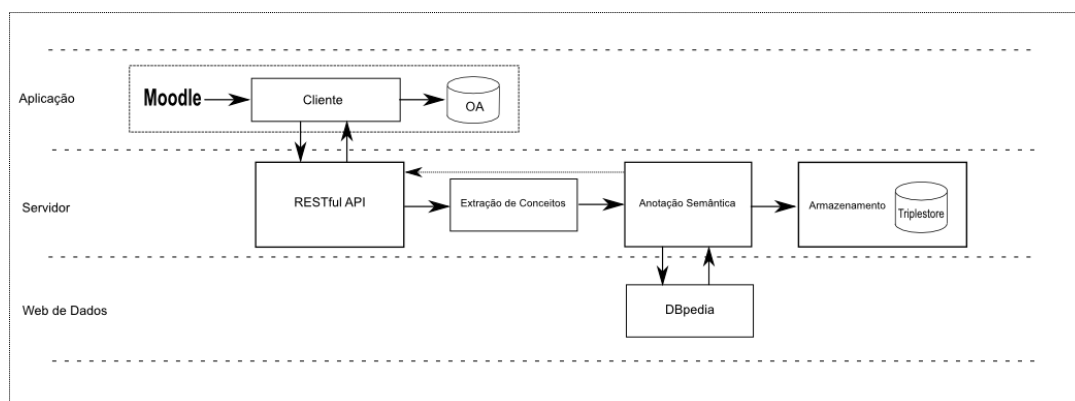 Aplicação
Moodle
Cliente
OA
Servidor
RESTful API
Extração de Conceitos
Anotação Semântica
Armazenamento
Triplestore
Web de Dados
DBpedia